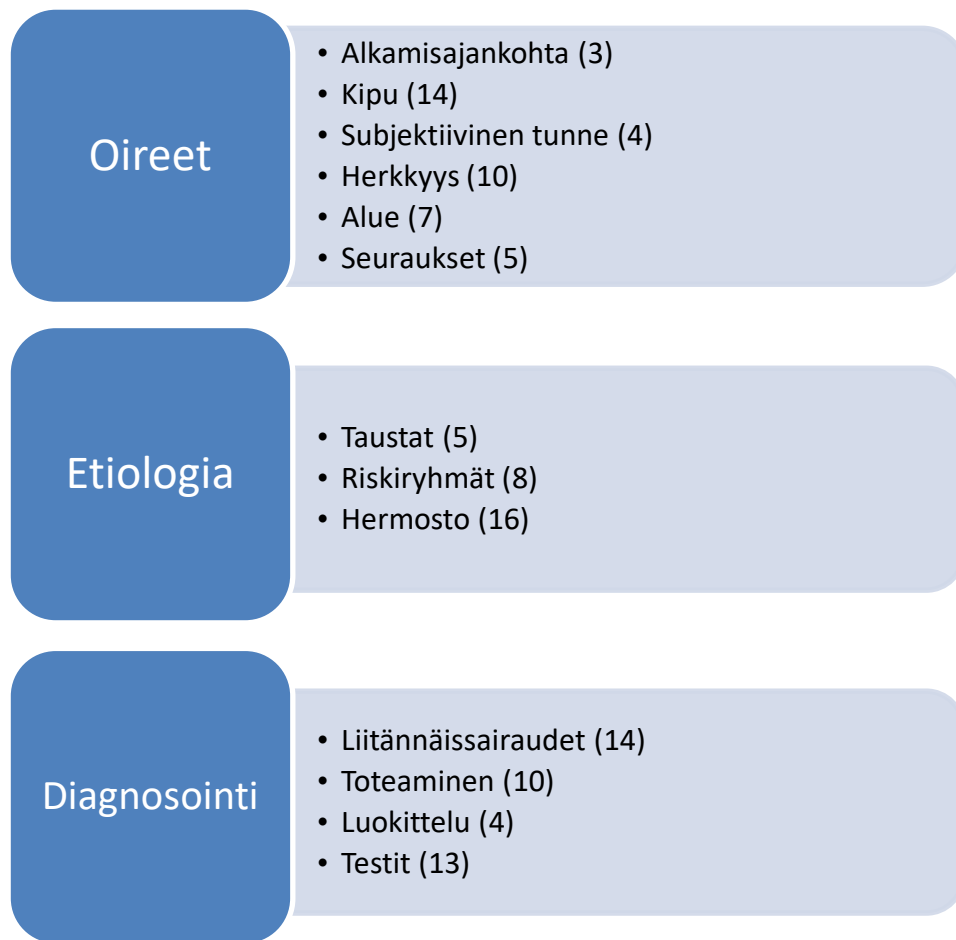 Oireet
• Alkamisajankohta (3)
• Kipu (14)
• Subjektiivinen tunne (4)
• Herkkyys (10)
• Alue (7)
• Seuraukset (5)
Etiologia
• Taustat (5)
• Riskiryhmät (8)
• Hermosto (16)
Diagnosointi
• Liitännäissairaudet (14)
• Toteaminen (10)
• Luokittelu (4)
• Testit (13)